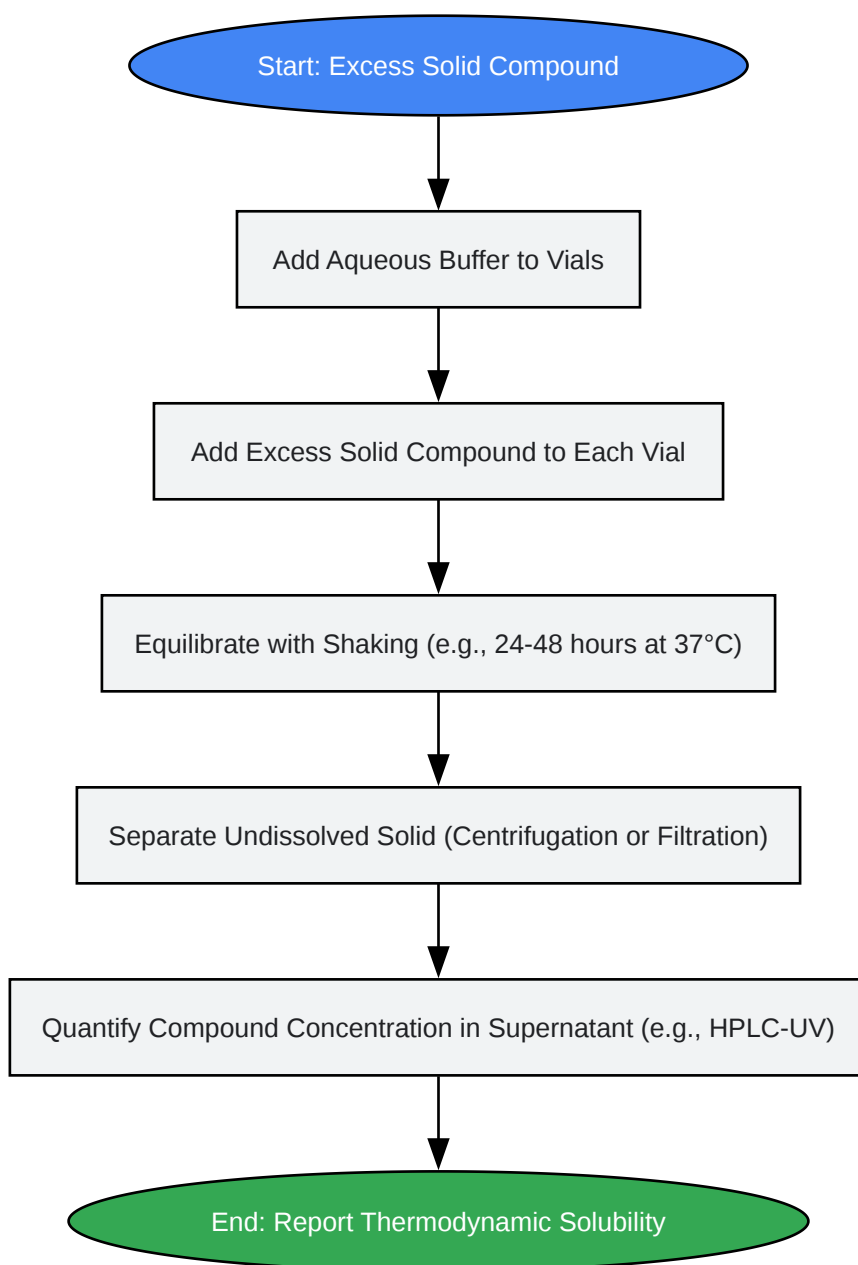 Start: Excess Solid Compound
Add Aqueous Buffer to Vials
Add Excess Solid Compound to Each Vial
Equilibrate with Shaking (e.g., 24-48 hours at 37°C)
Separate Undissolved Solid (Centrifugation or Filtration)
Quantify Compound Concentration in Supernatant (e.g., HPLC-UV)
End: Report Thermodynamic Solubility